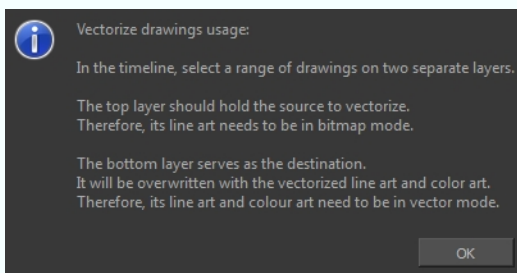 Vectorize drawings usage:
In the timeline, select a range of drawings on two separate layers.
The top layer should hold the source to vectorize.
Therefore, its line art needs to be in bitmap mode.
The bottom layer serves as the destination.
It will be overwritten with the vectorized line art and color art.
Therefore, its line art and colour art need to be in vector mode.
OK